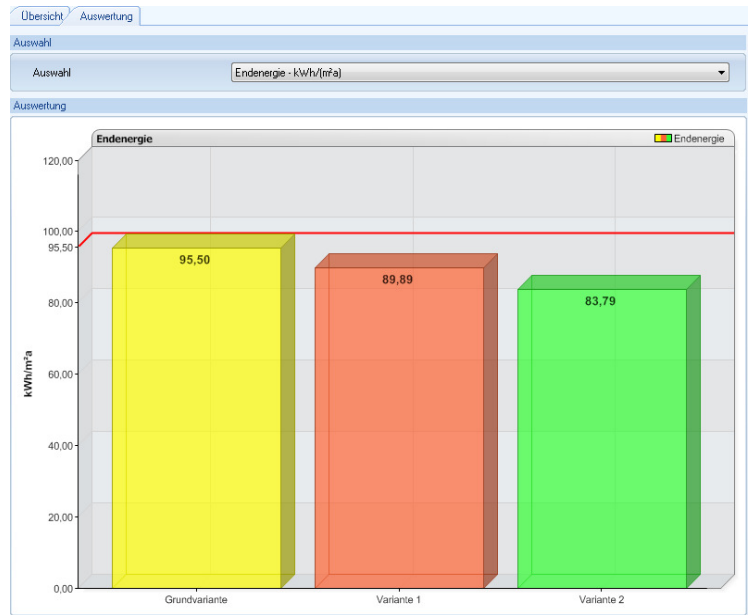 Übersicht Auswertung
Auswahl
Auswahl Endenergie - kWh/(m²a)
Auswertung
Endenergie Endenergie
120,00
100,00
95,50
80,00
60,00
40,00
20,00
0,00
kWh/m²a
95,50
89,89
83,79
Grundvariante Variante 1 Variante 2